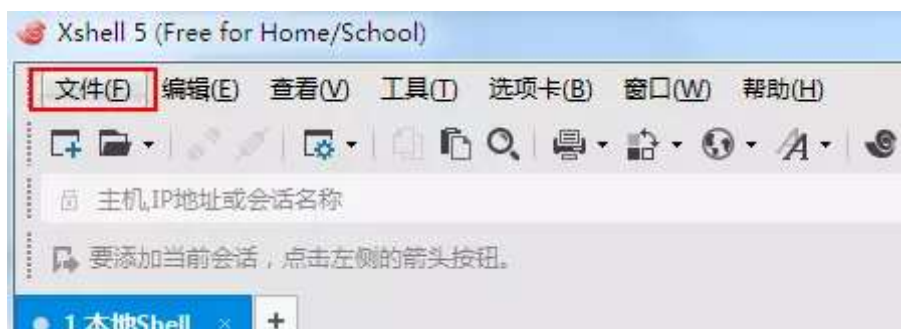 Xshell 5 (Free for Home/School)
文件(F) 编辑(E) 查看(V) 工具(T) 选项卡(B) 窗口(W) 帮助(H)
主机,IP地址或会话名称
要添加当前会话，点击左侧的箭头按钮。
1 本地Shell × +